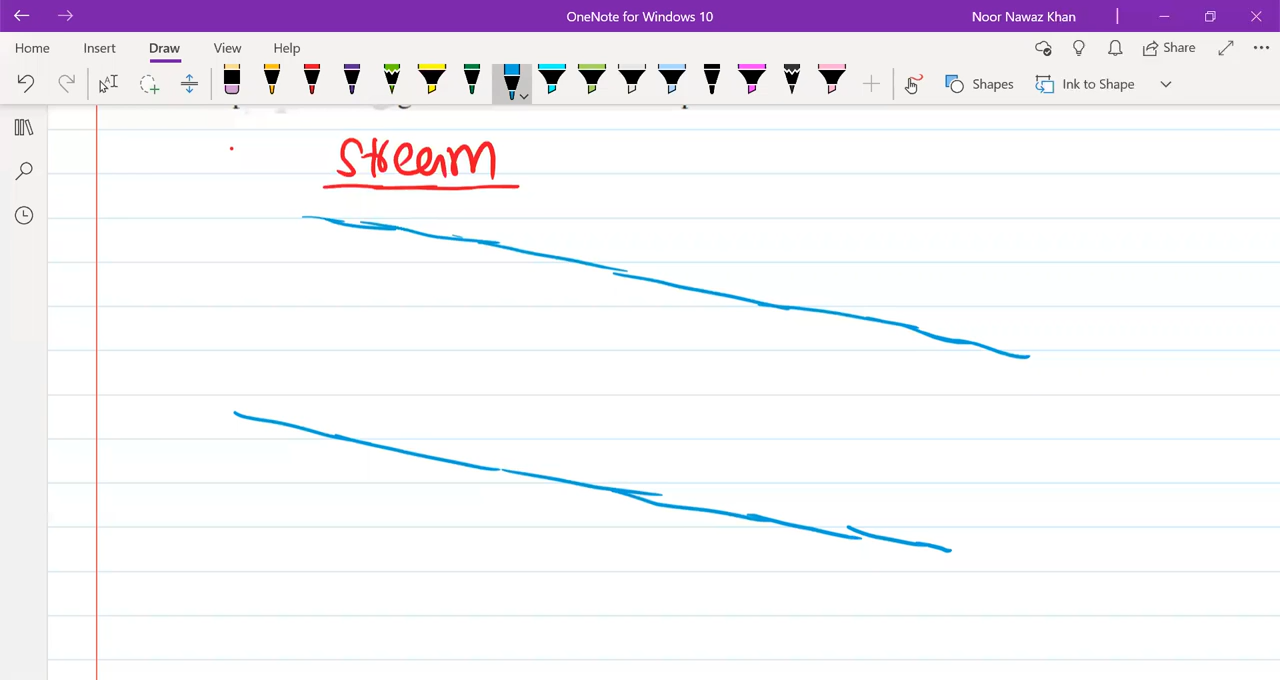 OneNote for Windows 10
Noor Nawaz Khan
Home Insert Draw View Help
Share
Shapes
Ink to Shape
Stream